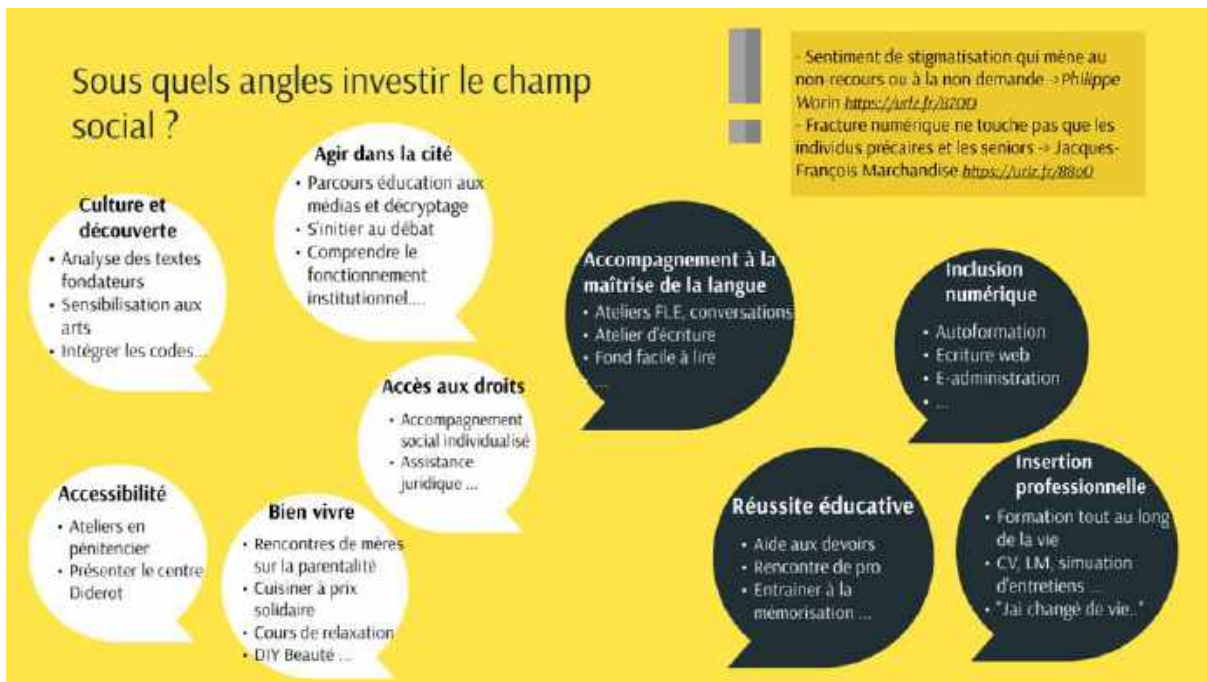 Sous quels angles investir le champ
social ?
- Sentiment de stigmatisation qui mène au
non-recours ou à la non demande -> Philippe
Warin https://urlz.fr/
- Fracture numérique ne touche pas que les
individus précaires et les seniors -> Jacques-
François Marchandise https://urlz.fr/
Culture et
découverte
• Analyse des textes
fondateurs
• Sensibilisation aux
arts
• Intégrer les codes...
Agir dans la cité
• Parcours éducation aux
médias et décryptage
• S'initier au débat
• Comprendre le
fonctionnement
institutionnel....
Accès aux droits
• Accompagnement
social individualisé
• Assistance
juridique ...
Accessibilité
• Ateliers en
pénitencier
• Présenter le centre
Diderot
Bien vivre
• Rencontres de mères
sur la parentalité
• Cuisiner à prix
solidaire
• Cours de relaxation
• DIY Beauté ...
Accompagnement à la
maîtrise de la langue
• Ateliers FLE, conversations
• Atelier d'écriture
• Fond facile à lire
• ...
Inclusion
numérique
• Autoformation
• Ecriture web
• E-administration
• ...
Réussite éducative
• Aide aux devoirs
• Rencontre de pro
• Entrainer à la
mémorisation ...
Insertion
professionnelle
• Formation tout au long
de la vie
• CV, LM, simuation
d'entretiens ...
• "Jai changé de vie.."